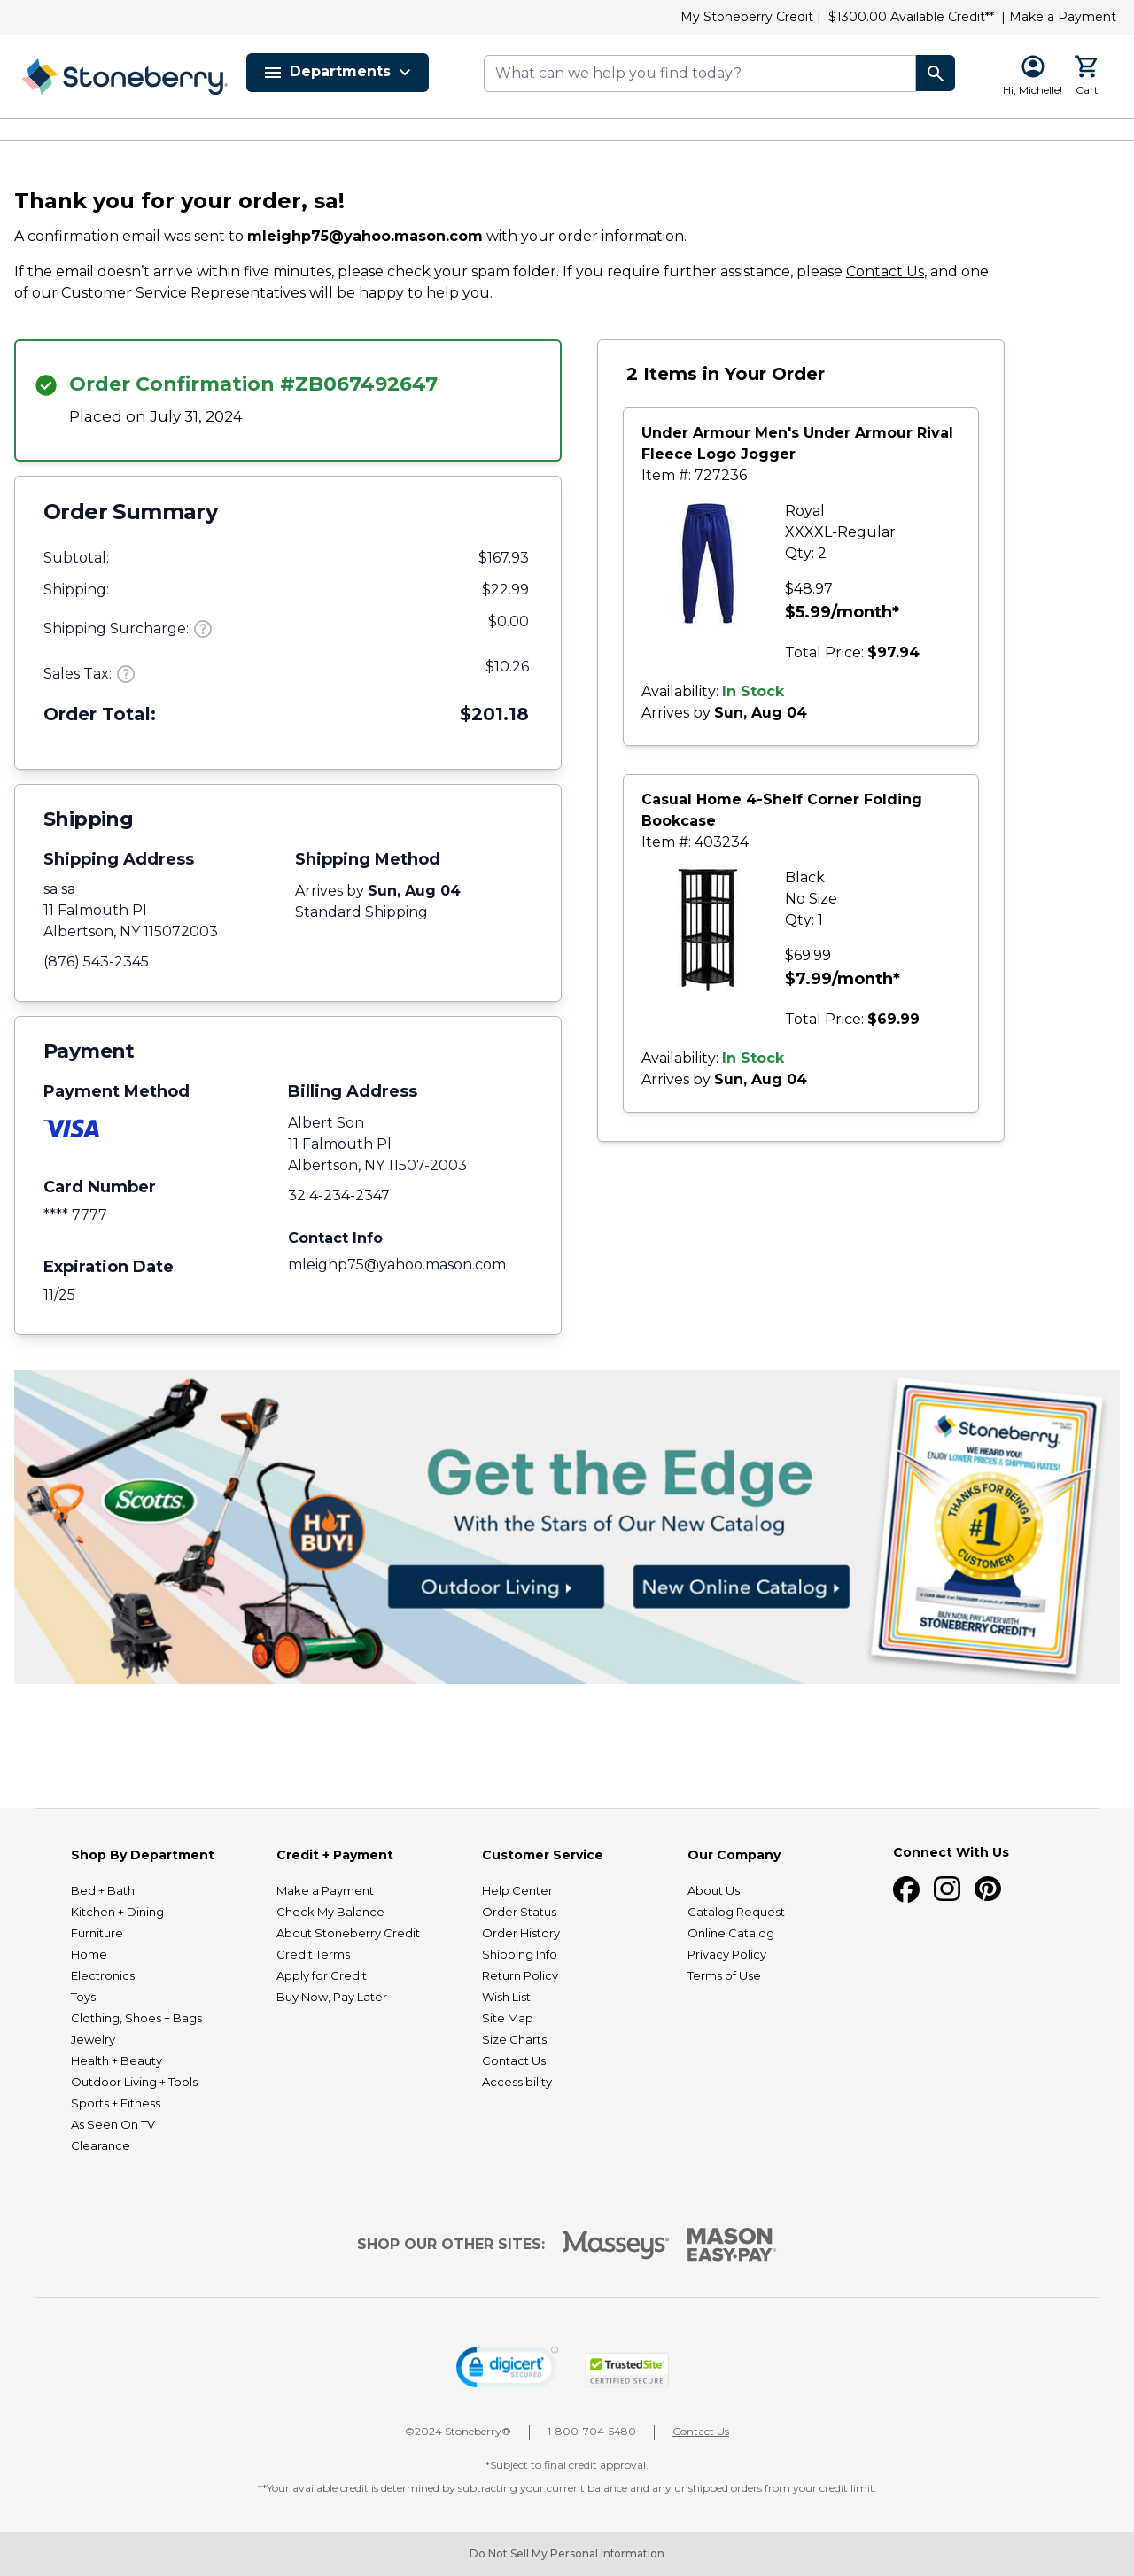 My Stoneberry Credit | $1300.00 Available Credit** | Make a Payment
Stoneberry
Departments
What can we help you find today?
Hi, Michelle!
Cart
Thank you for your order, sa!
A confirmation email was sent to mleighp75@yahoo.mason.com with your order information.
If the email doesn't arrive within five minutes, please check your spam folder. If you require further assistance, please Contact Us, and one
of our Customer Service Representatives will be happy to help you.
Order Confirmation #ZB067492647
Placed on July 31, 2024
Order Summary
Subtotal: $167.93
Shipping: $22.99
Shipping Surcharge: ? $0.00
Sales Tax: ? $10.26
Order Total: $201.18
Shipping
Shipping Address
sa sa
11 Falmouth Pl
Albertson, NY 115072003
(876) 543-2345
Shipping Method
Arrives by Sun, Aug 04
Standard Shipping
Payment
Payment Method
VISA
Card Number
**** 7777
Expiration Date
11/25
Billing Address
Albert Son
11 Falmouth Pl
Albertson, NY 11507-2003
32 4-234-2347
Contact Info
mleighp75@yahoo.mason.com
2 Items in Your Order
Under Armour Men's Under Armour Rival
Fleece Logo Jogger
Item #: 727236
Royal
XXXXL-Regular
Qty: 2
$48.97
$5.99/month*
Total Price: $97.94
Availability: In Stock
Arrives by Sun, Aug 04
Casual Home 4-Shelf Corner Folding
Bookcase
Item #: 403234
Black
No Size
Qty: 1
$69.99
$7.99/month*
Total Price: $69.99
Availability: In Stock
Arrives by Sun, Aug 04
Scotts
HOT
BUY!
Get the Edge
With the Stars of Our New Catalog
Outdoor Living
New Online Catalog
Stoneberry
WE HEARD YOU!
ENJOY LOWER PRICES & SHIPPING RATES!
THANKS FOR BEING A
#1
CUSTOMER!
BUY NOW, PAY LATER WITH
STONEBERRY CREDIT!
Shop By Department
Bed + Bath
Kitchen + Dining
Furniture
Home
Electronics
Toys
Clothing, Shoes + Bags
Jewelry
Health + Beauty
Outdoor Living + Tools
Sports + Fitness
As Seen On TV
Clearance
Credit + Payment
Make a Payment
Check My Balance
About Stoneberry Credit
Credit Terms
Apply for Credit
Buy Now, Pay Later
Customer Service
Help Center
Order Status
Order History
Shipping Info
Return Policy
Wish List
Site Map
Size Charts
Contact Us
Accessibility
Our Company
About Us
Catalog Request
Online Catalog
Privacy Policy
Terms of Use
Connect With Us
SHOP OUR OTHER SITES:
Masseys
MASON
EASY•PAY
digicert
SECURED
TrustedSite
CERTIFIED SECURE
©2024 Stoneberry®
1-800-704-5480
Contact Us
*Subject to final credit approval.
**Your available credit is determined by subtracting your current balance and any unshipped orders from your credit limit.
Do Not Sell My Personal Information